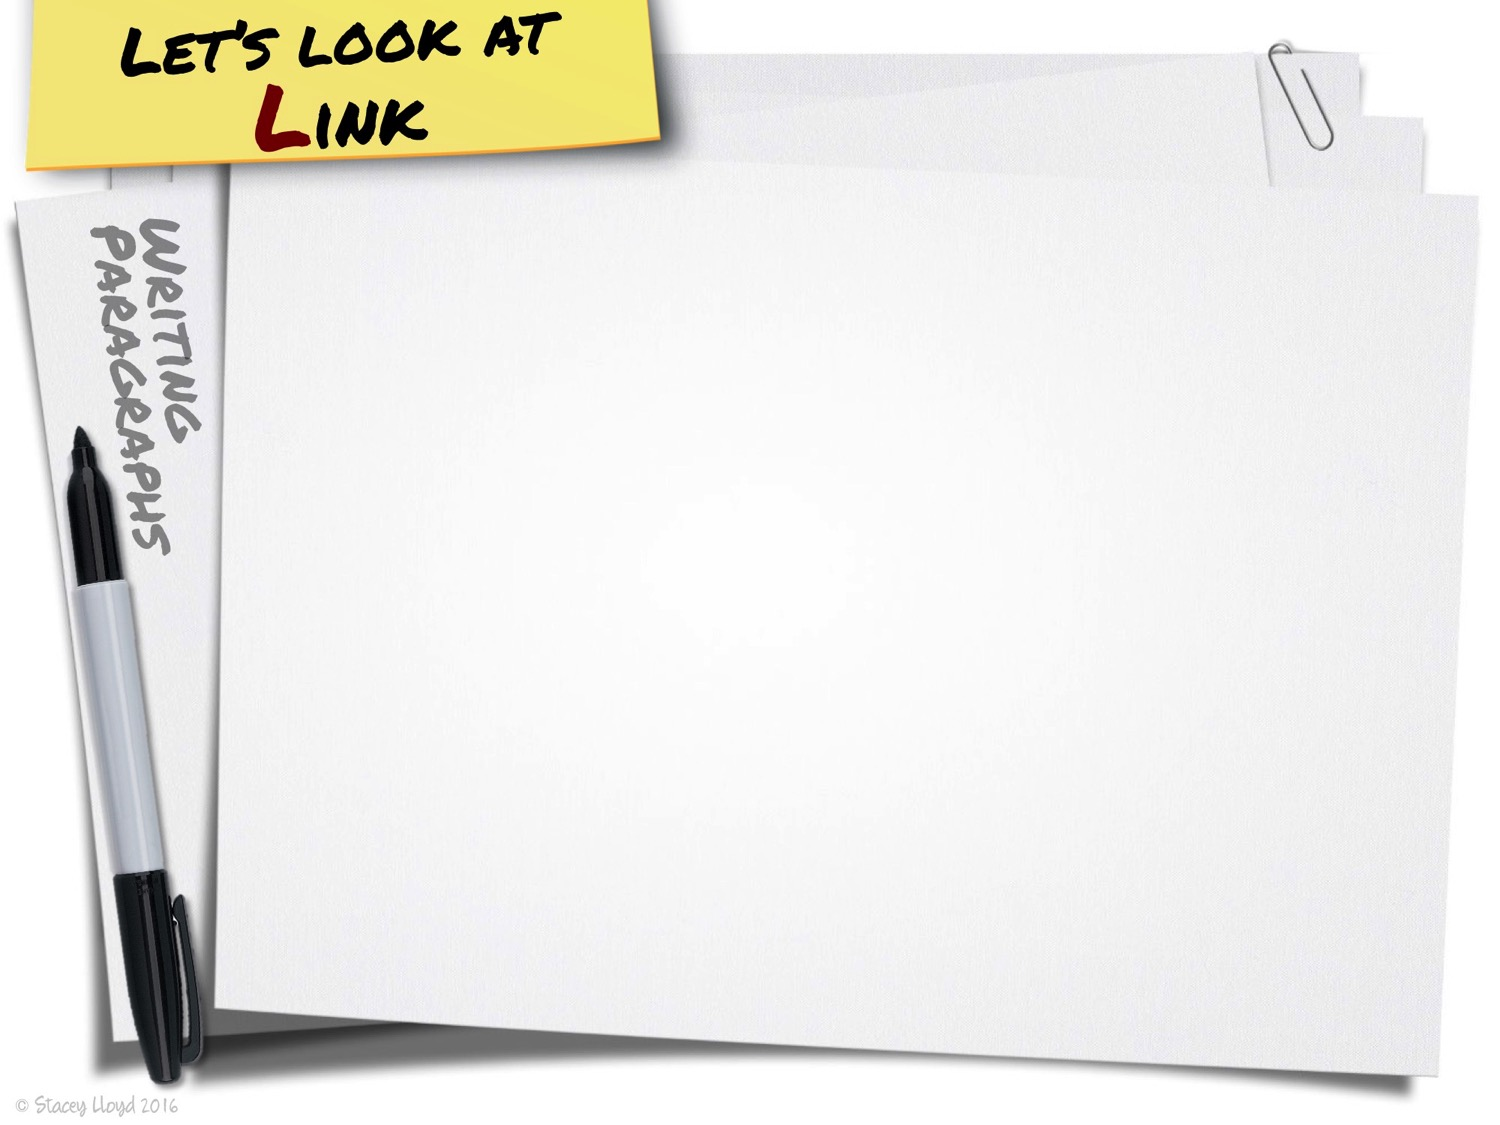 LET'S LOOK AT
LINK
WRITING
PARAGRAPHS
© Stacey Lloyd 2016